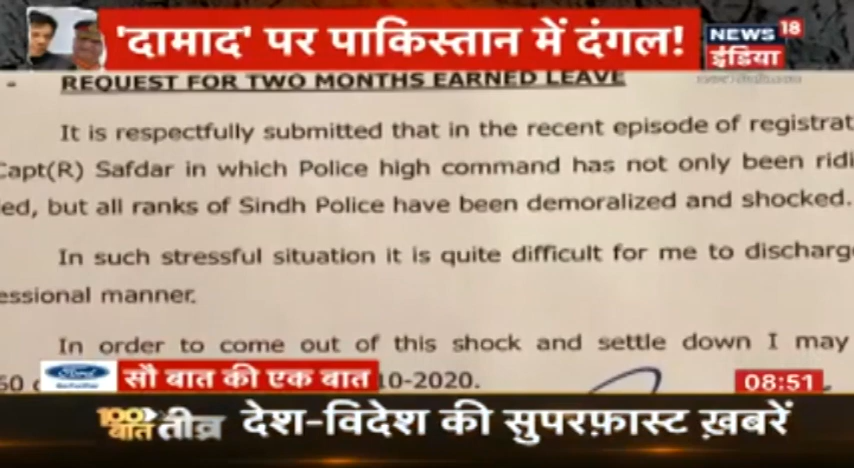 'दामाद' पर पाकिस्तान में दंगल!
NEWS 18
इंडिया
- REQUEST FOR TWO MONTHS EARNED LEAVE
It is respectfully submitted that in the recent episode of registrat
Capt(R) Safdar in which Police high command has not only been ridi
ed, but all ranks of Sindh Police have been demoralized and shocked.
In such stressful situation it is quite difficult for me to discharg
essional manner.
In order to come out of this shock and settle down I may
60
10-2020.
Ford
सौ बात की एक बात
08:51
100 बात तीव्र
देश-विदेश की सुपरफ़ास्ट ख़बरें